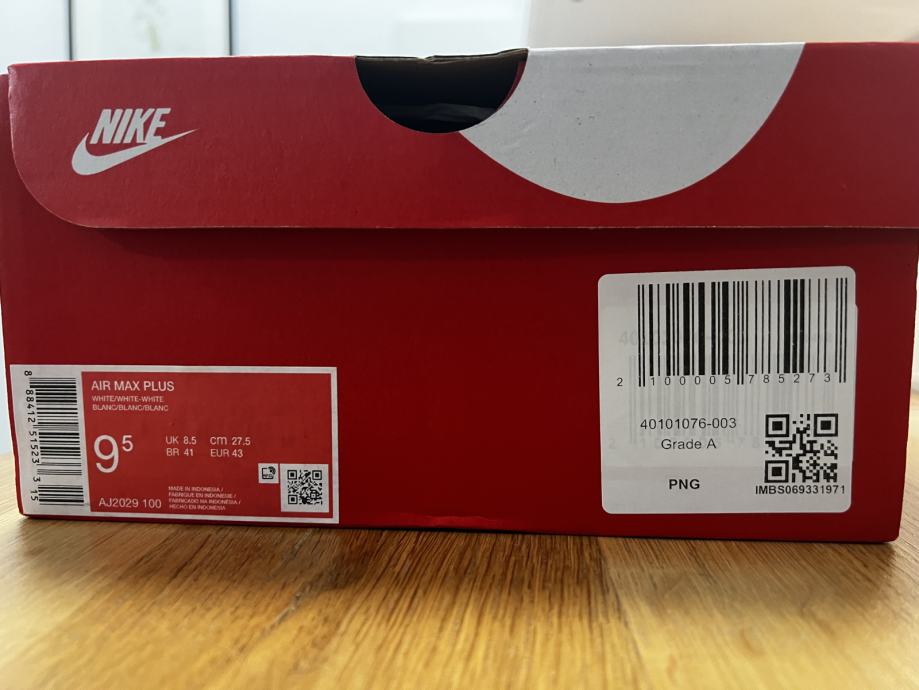 NIKE
AIR MAX PLUS
WHITE/WHITE-WHITE
BLANC/BLANC/BLANC
9⁵
UK 8.5 cm 27.5
BR 41 EUR 43
MADE IN INDONESIA /
FABRIQUE EN INDONESIE /
FABRICADO NA INDONÉSIA /
HECHO EN INDONESIA
AJ2029 100
8 88412 51523 3 15
2 100005 785273
40101076-003
Grade A
PNG
IMBS069331971